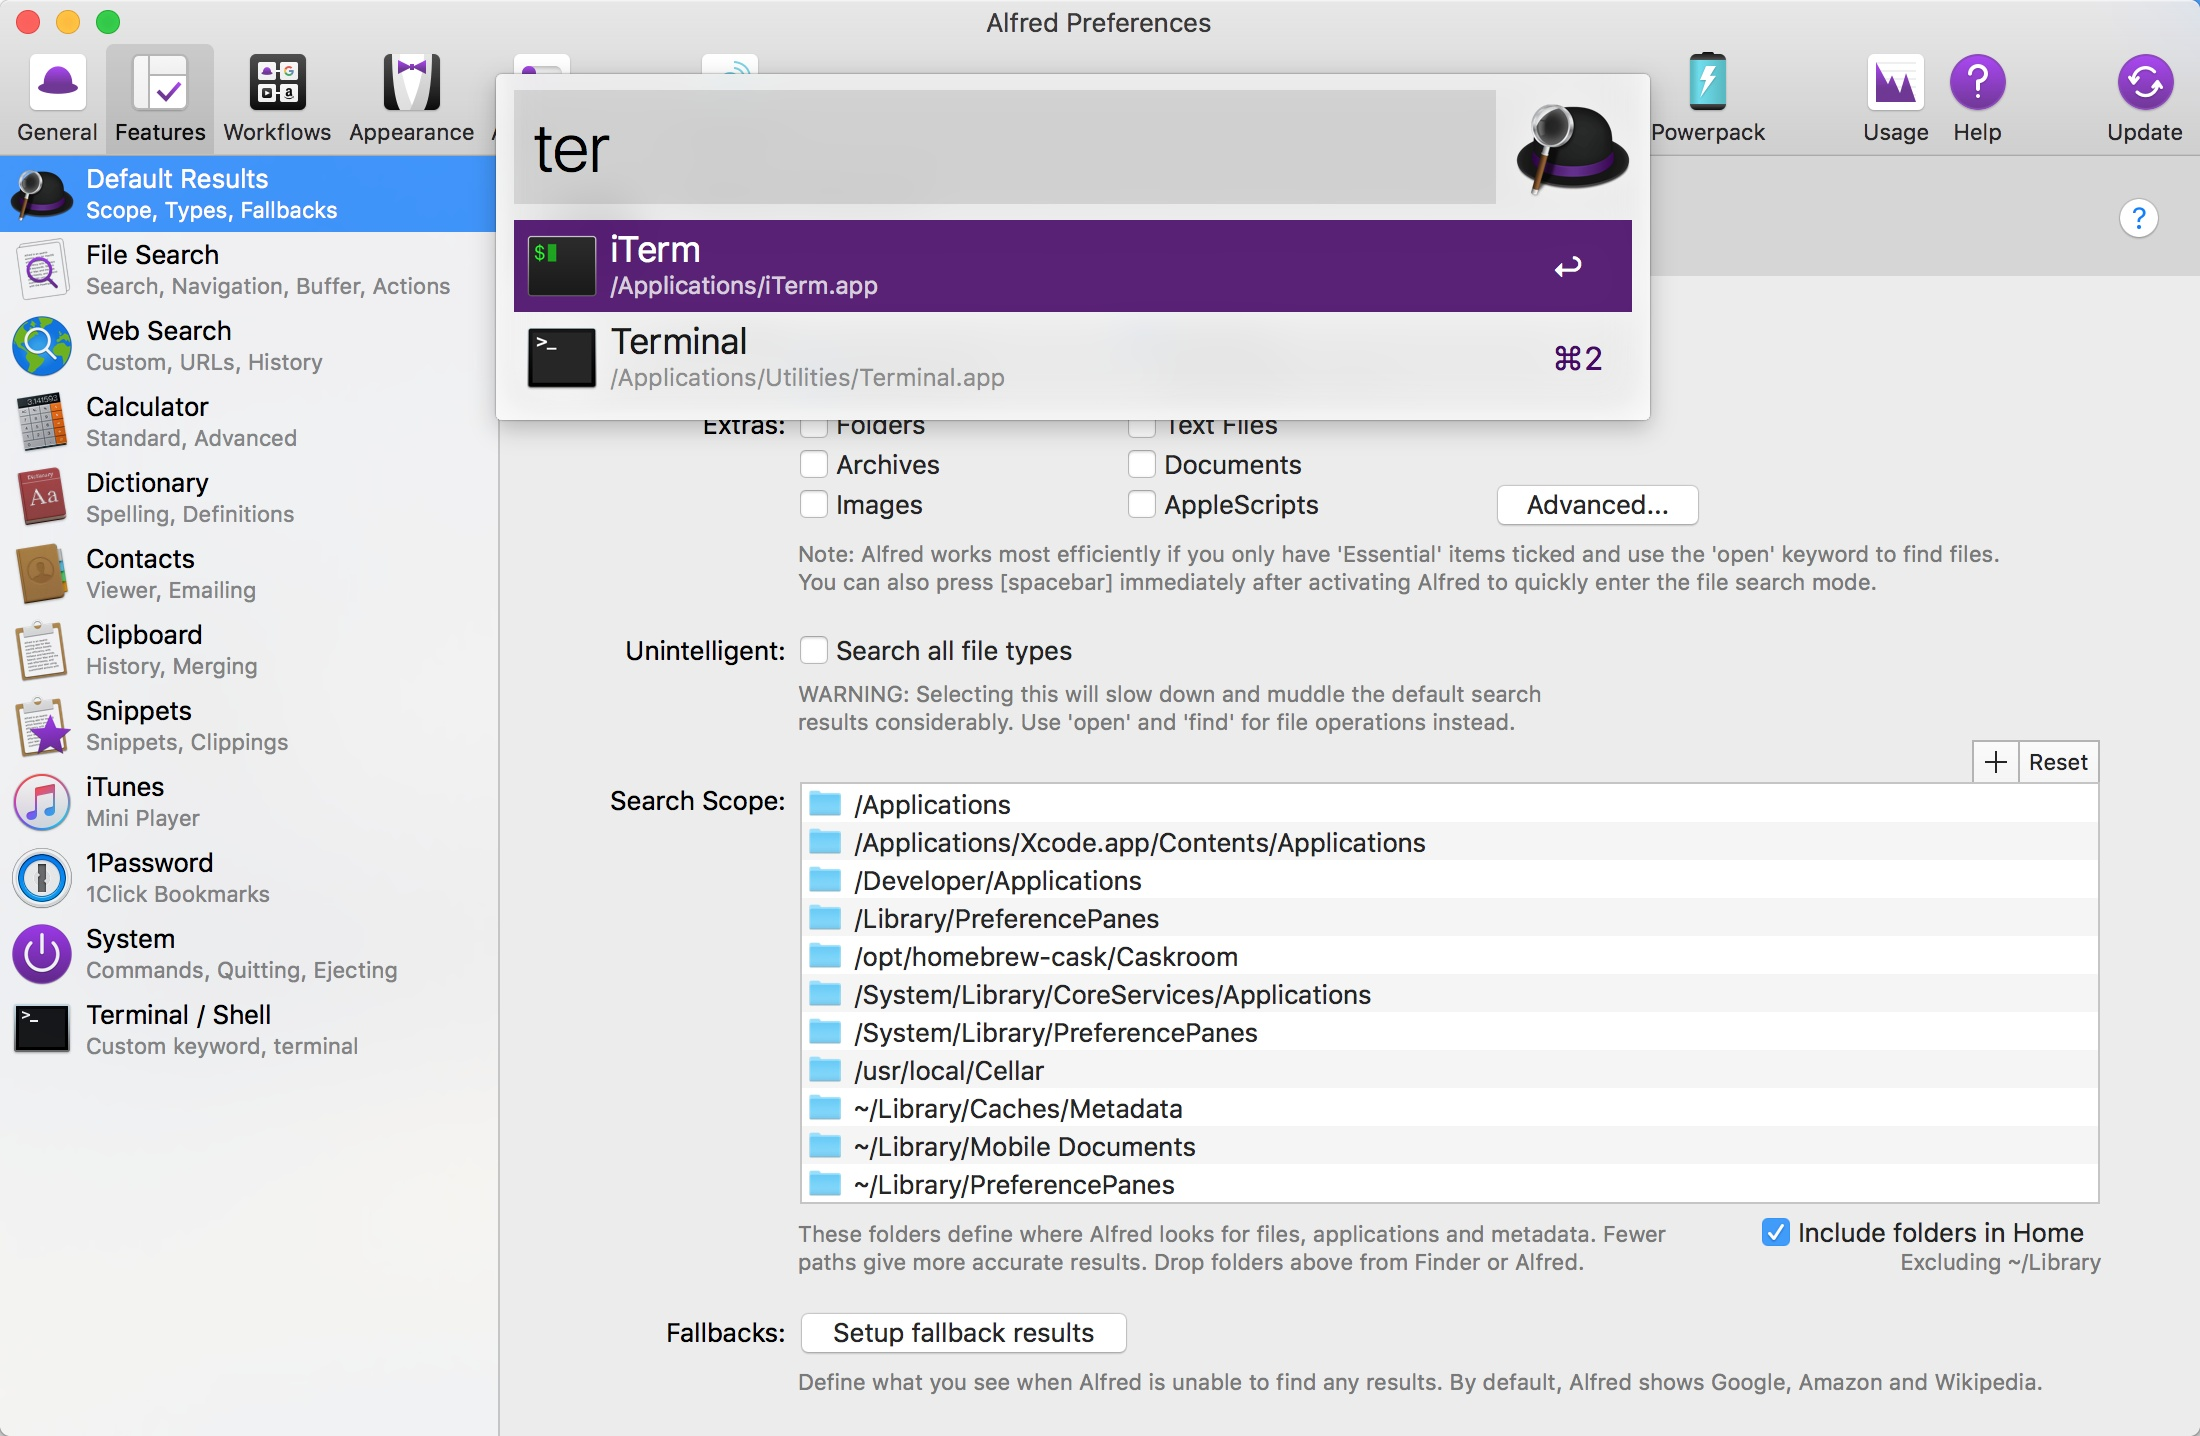 Alfred Preferences
General
Features
Workflows
Appearance
Powerpack
Usage
Help
Update
ter
iTerm
/Applications/iTerm.app
Terminal
/Applications/Utilities/Terminal.app
⌘2
Default Results
Scope, Types, Fallbacks
File Search
Search, Navigation, Buffer, Actions
Web Search
Custom, URLs, History
Calculator
Standard, Advanced
Dictionary
Spelling, Definitions
Contacts
Viewer, Emailing
Clipboard
History, Merging
Snippets
Snippets, Clippings
iTunes
Mini Player
1Password
1Click Bookmarks
System
Commands, Quitting, Ejecting
Terminal / Shell
Custom keyword, terminal
?
Extras: Folders Text Files
Archives Documents
Images AppleScripts Advanced...
Note: Alfred works most efficiently if you only have 'Essential' items ticked and use the 'open' keyword to find files.
You can also press [spacebar] immediately after activating Alfred to quickly enter the file search mode.
Unintelligent: Search all file types
WARNING: Selecting this will slow down and muddle the default search
results considerably. Use 'open' and 'find' for file operations instead.
+ Reset
Search Scope: /Applications
/Applications/Xcode.app/Contents/Applications
/Developer/Applications
/Library/PreferencePanes
/opt/homebrew-cask/Caskroom
/System/Library/CoreServices/Applications
/System/Library/PreferencePanes
/usr/local/Cellar
~/Library/Caches/Metadata
~/Library/Mobile Documents
~/Library/PreferencePanes
These folders define where Alfred looks for files, applications and metadata. Fewer
paths give more accurate results. Drop folders above from Finder or Alfred.
Include folders in Home
Excluding ~/Library
Fallbacks: Setup fallback results
Define what you see when Alfred is unable to find any results. By default, Alfred shows Google, Amazon and Wikipedia.